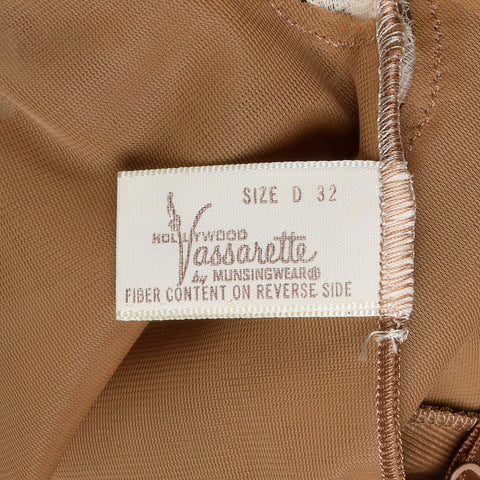 SIZE D 32
HOLLYWOOD
Vassarette
by MUNSINGWEAR®
FIBER CONTENT ON REVERSE SIDE